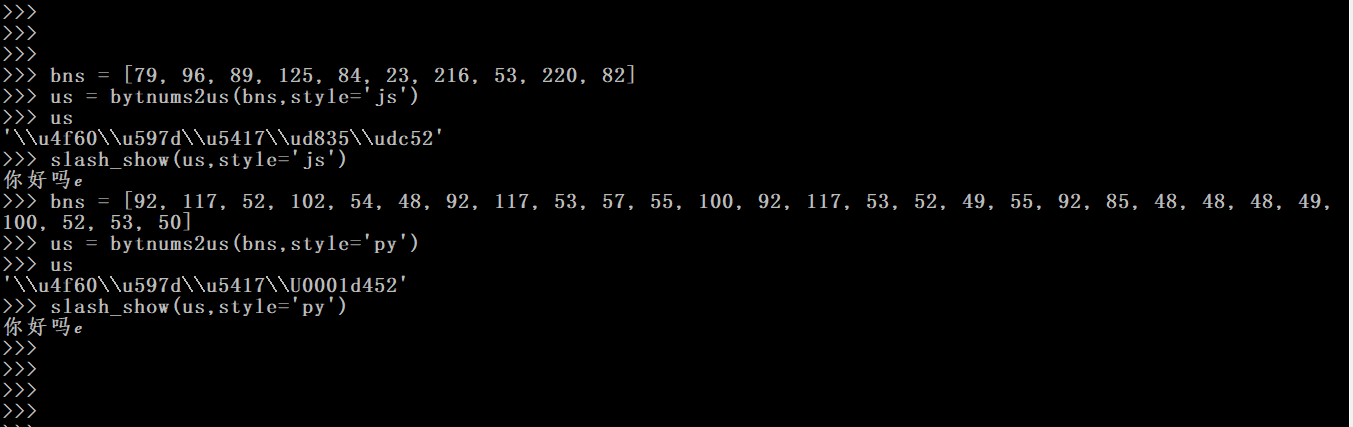 >>>
>>>
>>>
>>> bns = [79, 96, 89, 125, 84, 23, 216, 53, 220, 82]
>>> us = bytnums2us(bns,style='js')
>>> us
'\\u4f60\\u597d\\u5417\\ud835\\udc52'
>>> slash_show(us,style='js')
你好吗𝑒
>>> bns = [92, 117, 52, 102, 54, 48, 92, 117, 53, 57, 55, 100, 92, 117, 53, 52, 49, 55, 92, 85, 48, 48, 48, 49,
100, 52, 53, 50]
>>> us = bytnums2us(bns,style='py')
>>> us
'\\u4f60\\u597d\\u5417\\U0001d452'
>>> slash_show(us,style='py')
你好吗𝑒
>>>
>>>
>>>
>>>